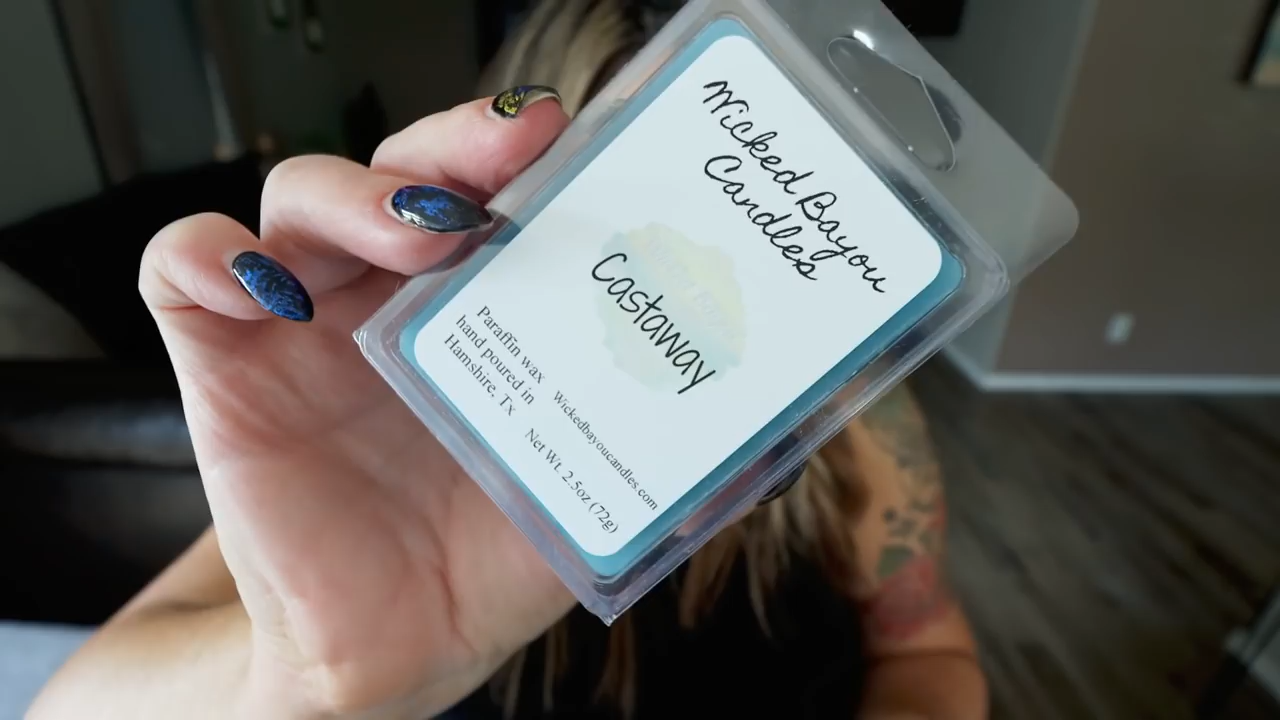 Wicked Bayou
Candles
Castaway
Paraffin wax
hand poured in
Hamshire, Tx
Wickedbayoucandles.com
Net Wt. 2.5oz (72g)